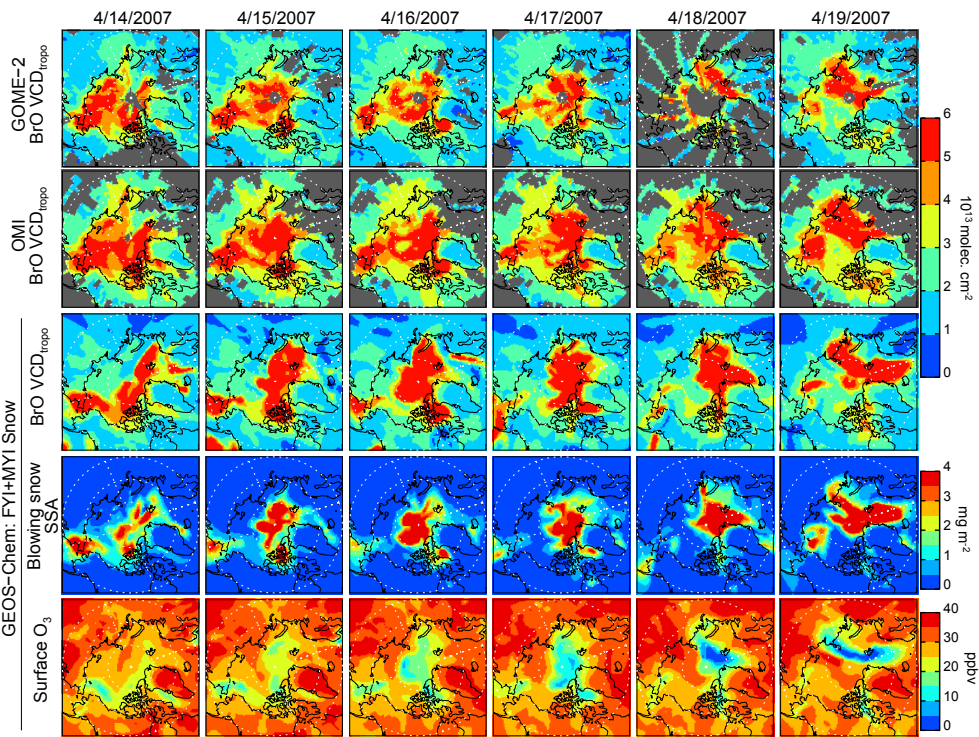 4/14/2007 4/15/2007 4/16/2007 4/17/2007 4/18/2007 4/19/2007
GOME-2
BrO VCDtropo
OMI
BrO VCDtropo
6
5
4
3
2
1
0
10¹³ molec. cm⁻²
GEOS-Chem: FYI+MYI Snow
BrO VCDtropo
Blowing snow
SSA
4
3
2
1
0
mg m⁻²
Surface O₃
40
30
20
10
0
ppbv